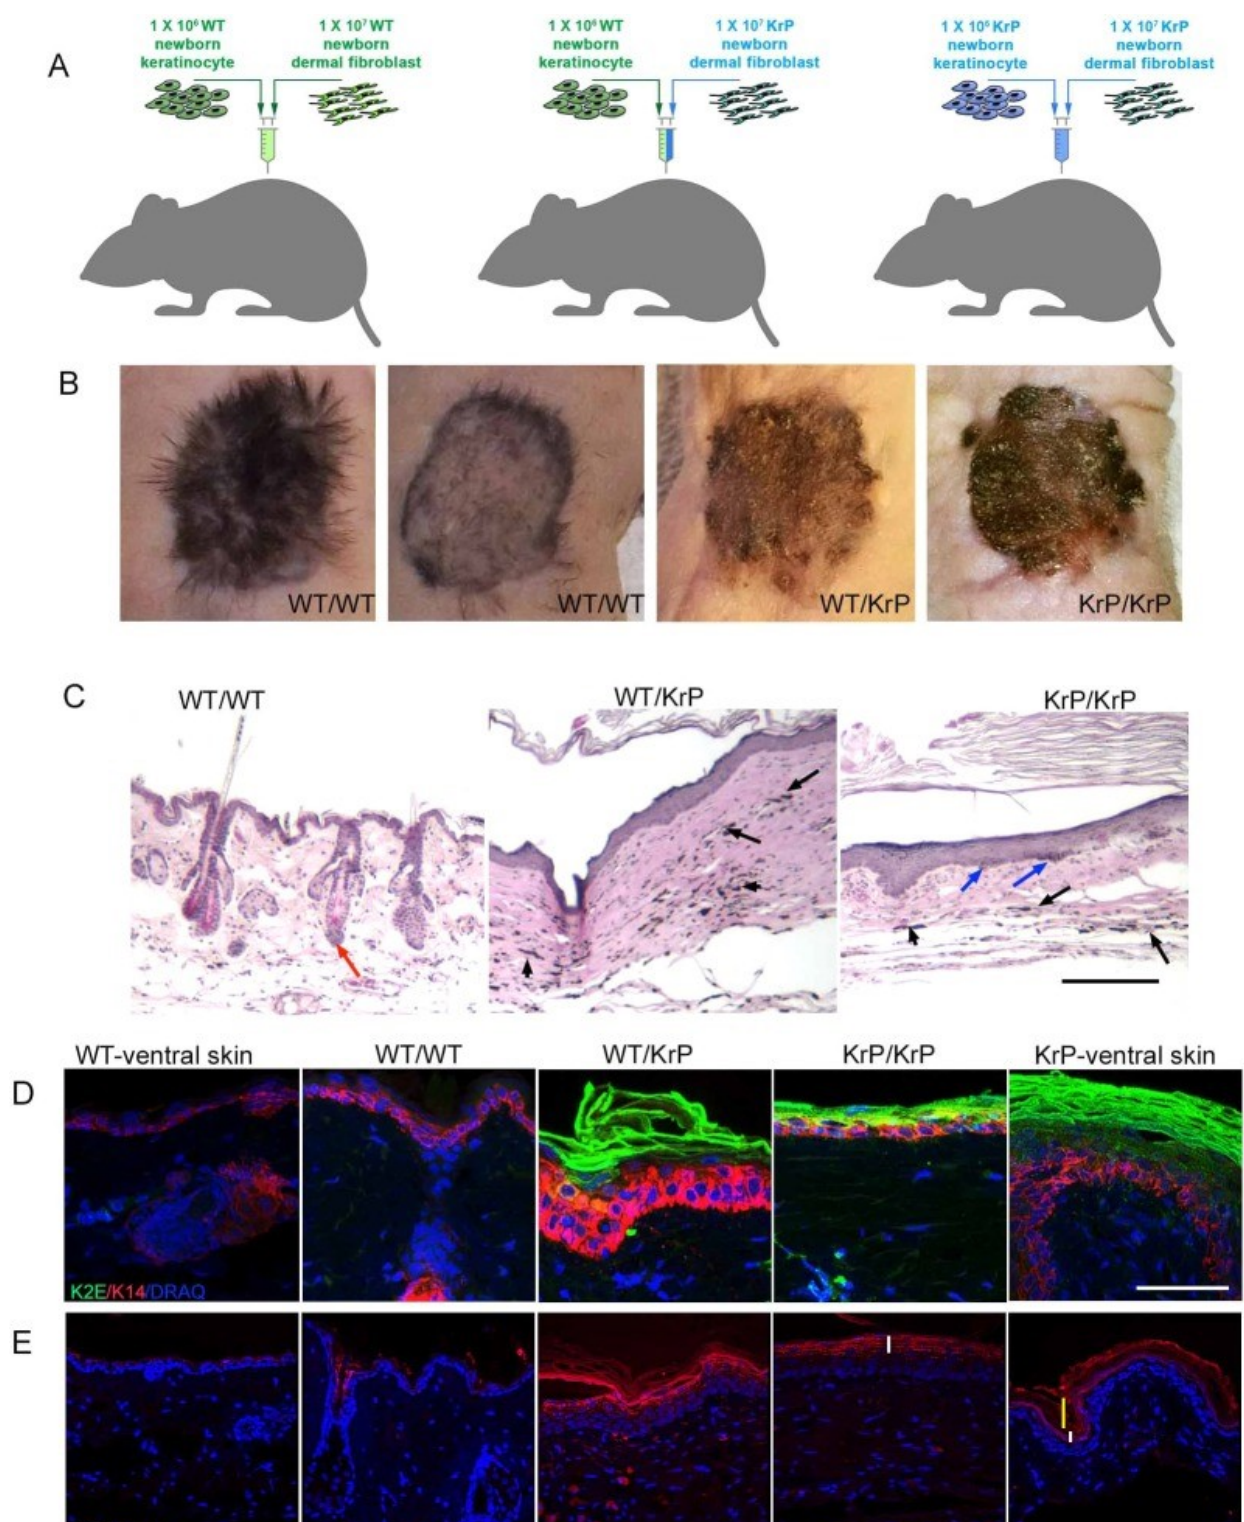 A
1 X 10⁶ WT
newborn
keratinocyte
1 X 10⁷ WT
newborn
dermal fibroblast
1 X 10⁶ WT
newborn
keratinocyte
1 X 10⁷ KrP
newborn
dermal fibroblast
1 X 10⁶ KrP
newborn
keratinocyte
1 X 10⁷ KrP
newborn
dermal fibroblast
B
WT/WT
WT/WT
WT/KrP
KrP/KrP
C
WT/WT
WT/KrP
KrP/KrP
D
WT-ventral skin
WT/WT
WT/KrP
KrP/KrP
KrP-ventral skin
K2E/K14/DRAQ
E